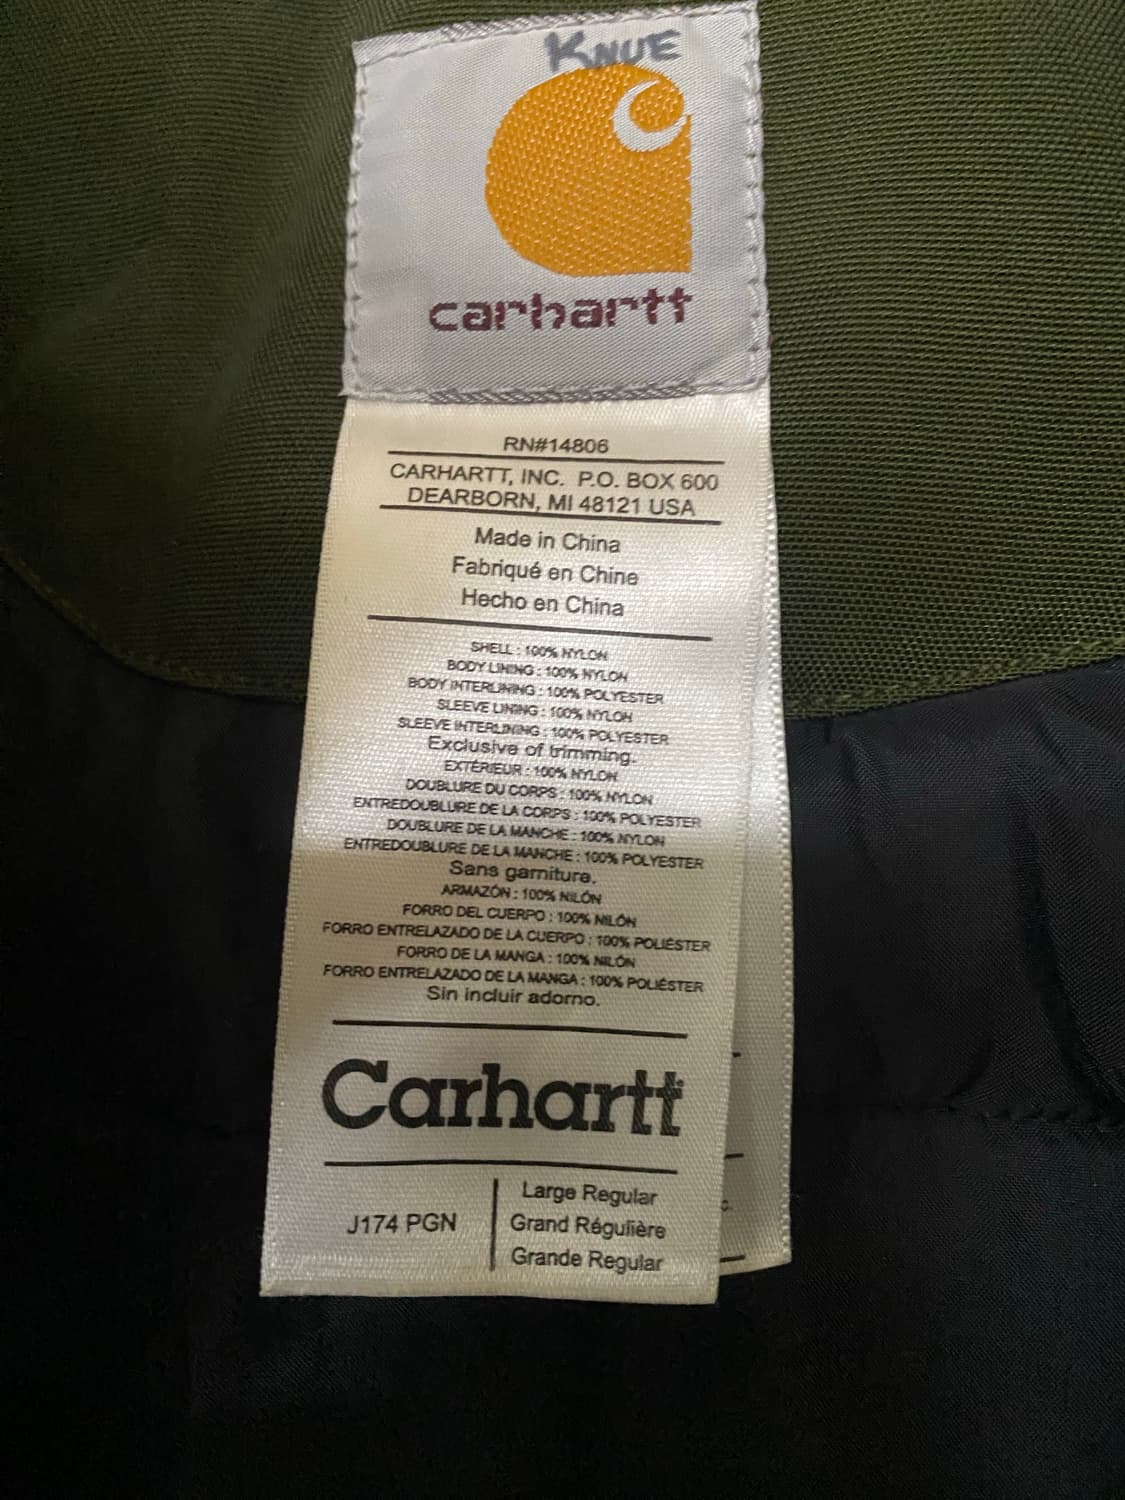 KNUE
carhartt
RN#14806
CARHARTT, INC. P.O. BOX 600
DEARBORN, MI 48121 USA
Made in China
Fabriqué en Chine
Hecho en China
SHELL : 100% NYLON
BODY LINING : 100% NYLON
BODY INTERLINING : 100% POLYESTER
SLEEVE LINING : 100% NYLON
SLEEVE INTERLINING : 100% POLYESTER
Exclusive of trimming.
EXTÉRIEUR : 100% NYLON
DOUBLURE DU CORPS : 100% NYLON
ENTREDOUBLURE DE LA CORPS : 100% POLYESTER
DOUBLURE DE LA MANCHE : 100% NYLON
ENTREDOUBLURE DE LA MANCHE : 100% POLYESTER
Sans garniture.
ARMAZÓN : 100% NILÓN
FORRO DEL CUERPO : 100% NILÓN
FORRO ENTRELAZADO DE LA CUERPO : 100% POLIÉSTER
FORRO DE LA MANGA : 100% NILÓN
FORRO ENTRELAZADO DE LA MANGA : 100% POLIÉSTER
Sin incluir adorno.
Carhartt
J174 PGN
Large Regular
Grand Régulière
Grande Regular